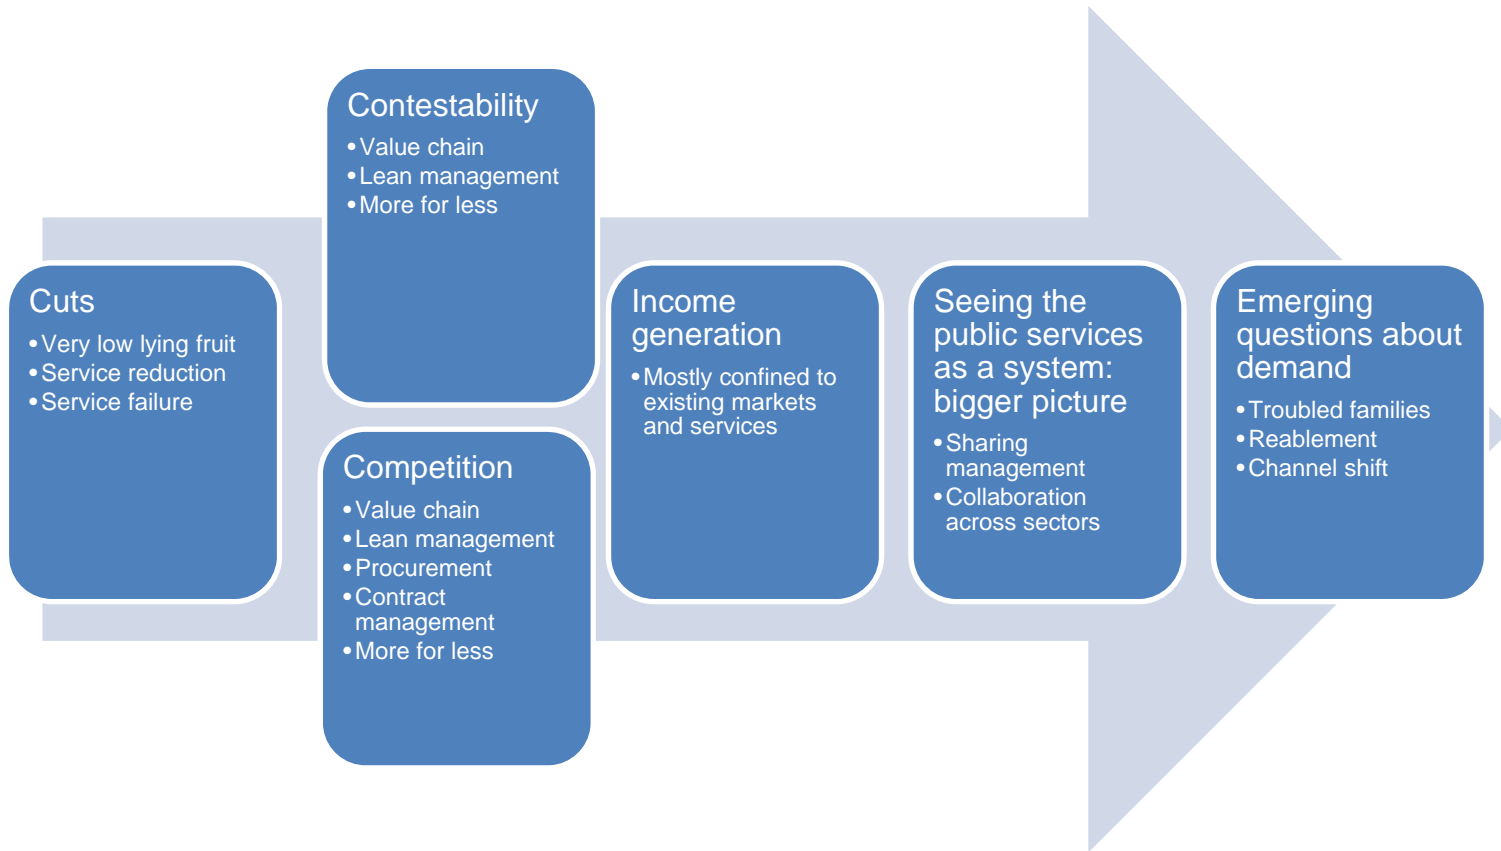 Cuts
•Very low lying fruit
•Service reduction
•Service failure
Contestability
•Value chain
•Lean management
•More for less
Competition
•Value chain
•Lean management
•Procurement
•Contract
management
•More for less
Income
generation
•Mostly confined to
existing markets
and services
Seeing the
public services
as a system:
bigger picture
•Sharing
management
•Collaboration
across sectors
Emerging
questions about
demand
•Troubled families
•Reablement
•Channel shift